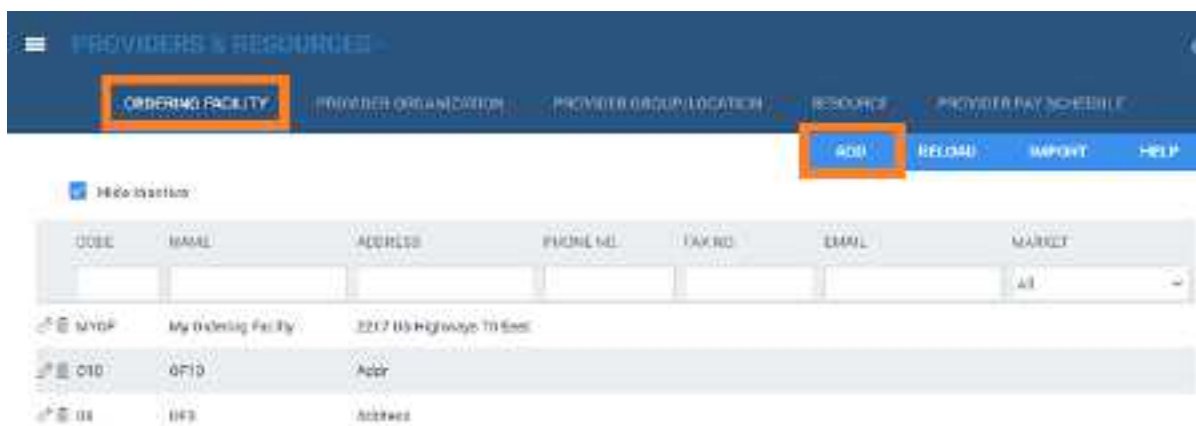 PROVIDERS & RESOURCES
ORDERING FACILITY PROVIDER ORGANIZATION PROVIDER GROUP/LOCATION RESOURCE PROVIDER PAY SCHEDULE
ADD RELOAD IMPORT HELP
Hide Inactive
CODE NAME ADDRESS PHONE NO. FAX NO. EMAIL MARKET
All
MYOF My Ordering Facility 2217 US Highways 70 East
O10 OF10 Addr
OF3 Address